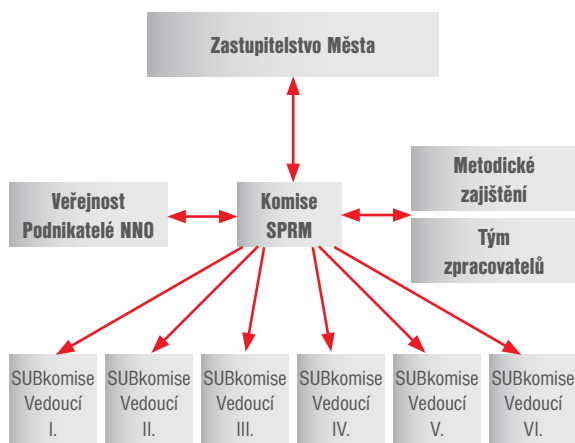 Zastupitelstvo Města
Metodické
zajištění
Veřejnost
Podnikatelé NNO
Komise
SPRM
Tým
zpracovatelů
SUBkomise
Vedoucí
I.
SUBkomise
Vedoucí
II.
SUBkomise
Vedoucí
III.
SUBkomise
Vedoucí
IV.
SUBkomise
Vedoucí
V.
SUBkomise
Vedoucí
VI.